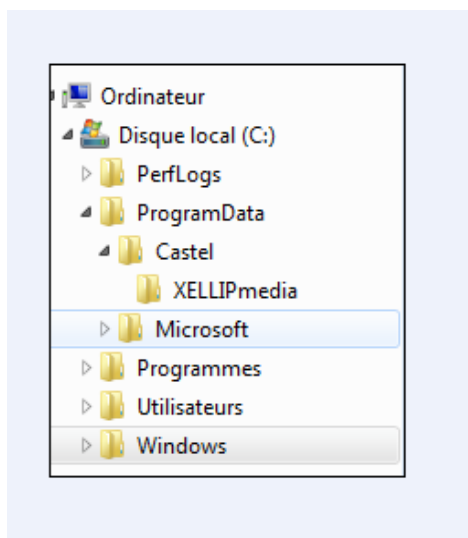 Ordinateur
Disque local (C:)
PerfLogs
ProgramData
Castel
XELLIPmedia
Microsoft
Programmes
Utilisateurs
Windows